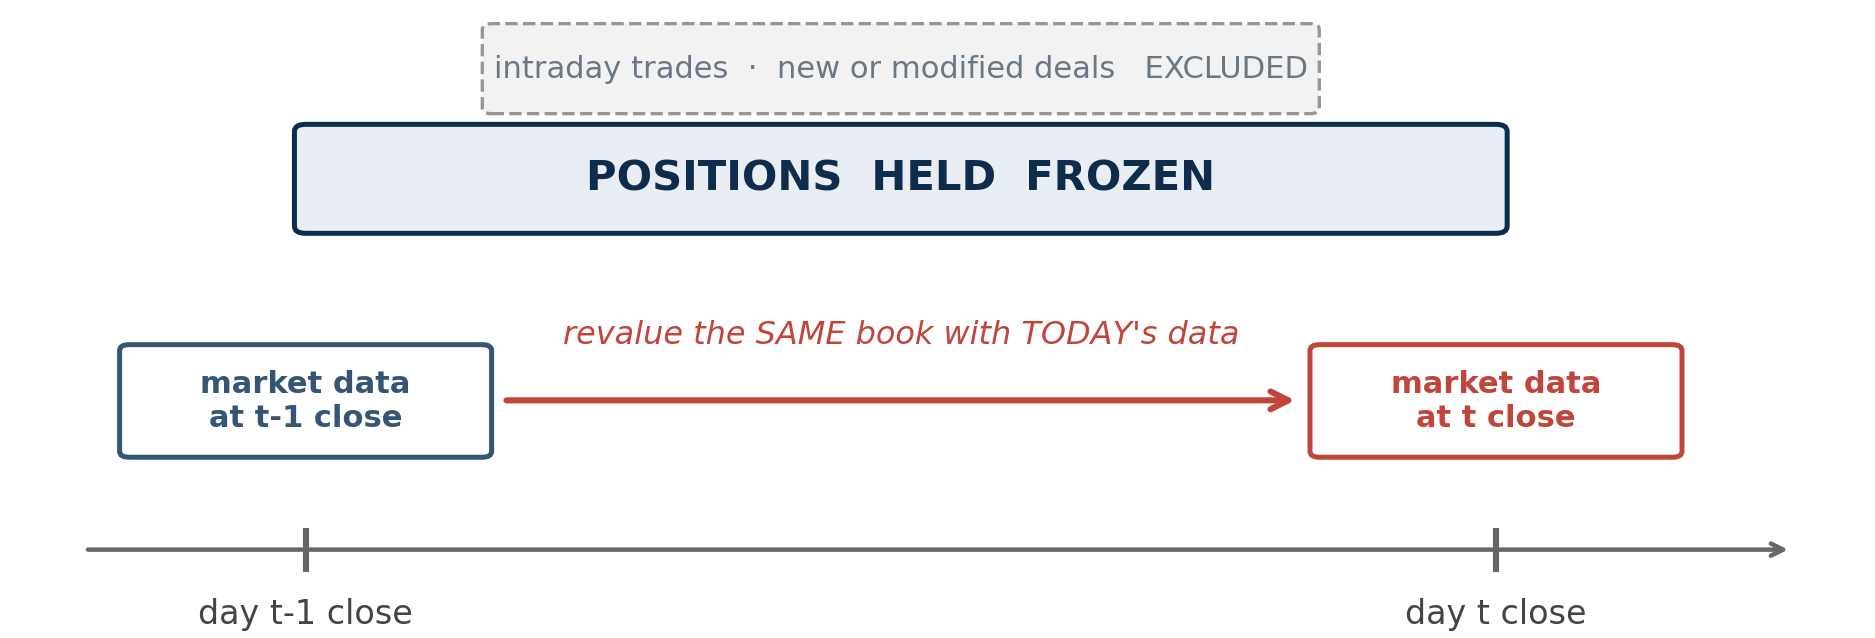 intraday trades · new or modified deals EXCLUDED
POSITIONS HELD FROZEN
revalue the SAME book with TODAY's data
market data
at t-1 close
market data
at t close
day t-1 close
day t close